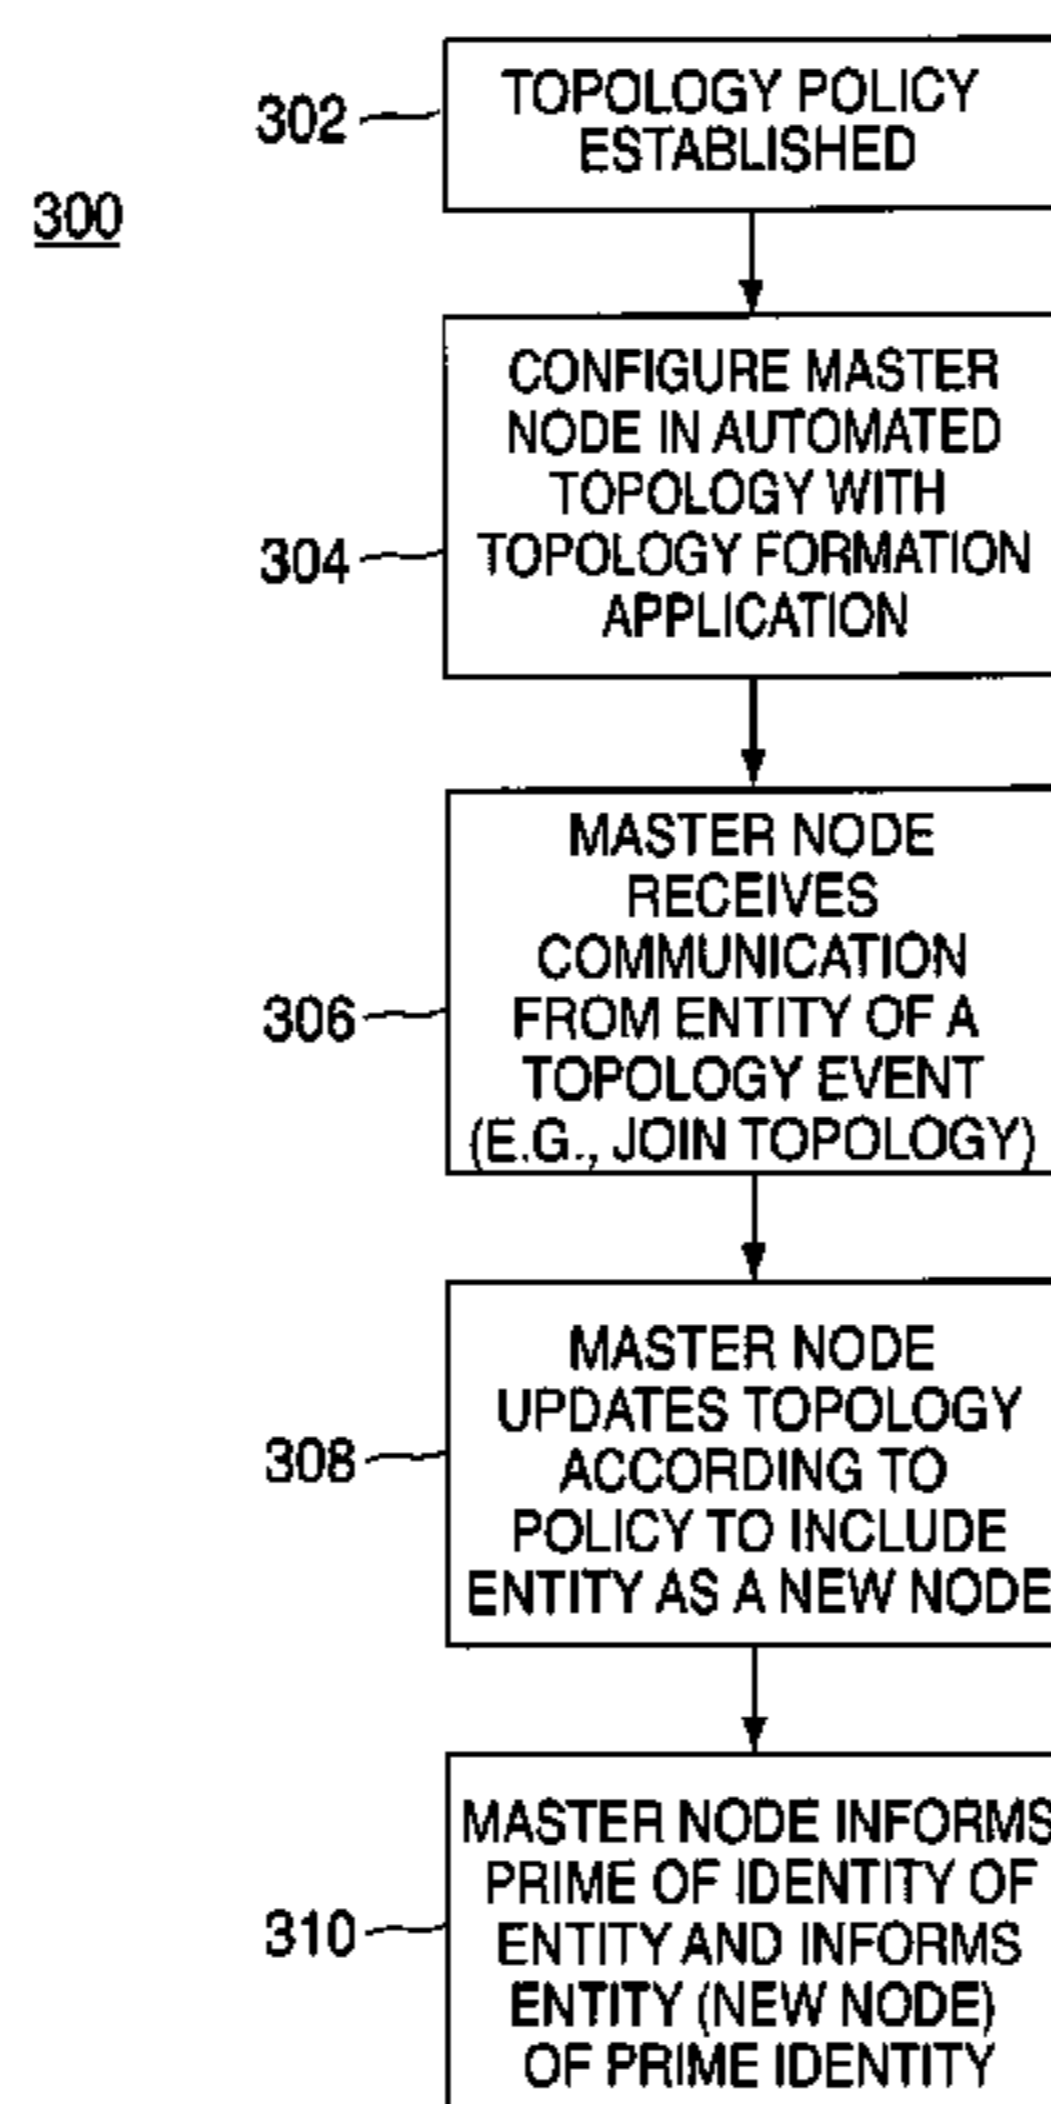 302
TOPOLOGY POLICY
ESTABLISHED
300
CONFIGURE MASTER
NODE IN AUTOMATED
TOPOLOGY WITH
304
TOPOLOGY FORMATION
APPLICATION
MASTER NODE
RECEIVES
COMMUNICATION
306
FROM ENTITY OF A
TOPOLOGY EVENT
(E.G., JOIN TOPOLOGY)
MASTER NODE
UPDATES TOPOLOGY
308
ACCORDING TO
POLICY TO INCLUDE
ENTITY AS A NEW NODE
MASTER NODE INFORMS
PRIME OF IDENTITY OF
310
ENTITY AND INFORMS
ENTITY (NEW NODE)
OF PRIME IDENTITY